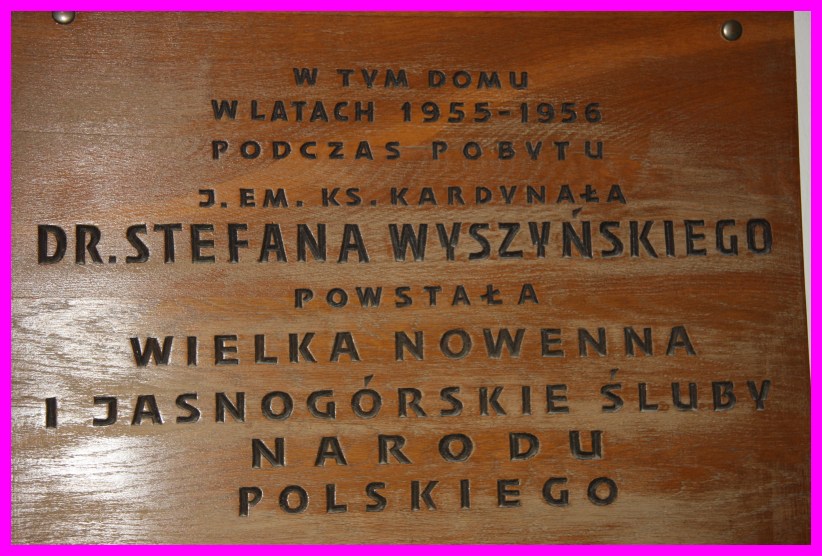 W TYM DOMU
W LATACH 1955-1956
PODCZAS POBYTU
J. EM. KS. KARDYNAŁA
DR. STEFANA WYSZYŃSKIEGO
POWSTAŁA
WIELKA NOWENNA
I JASNOGÓRSKIE ŚLUBY
NARODU
POLSKIEGO